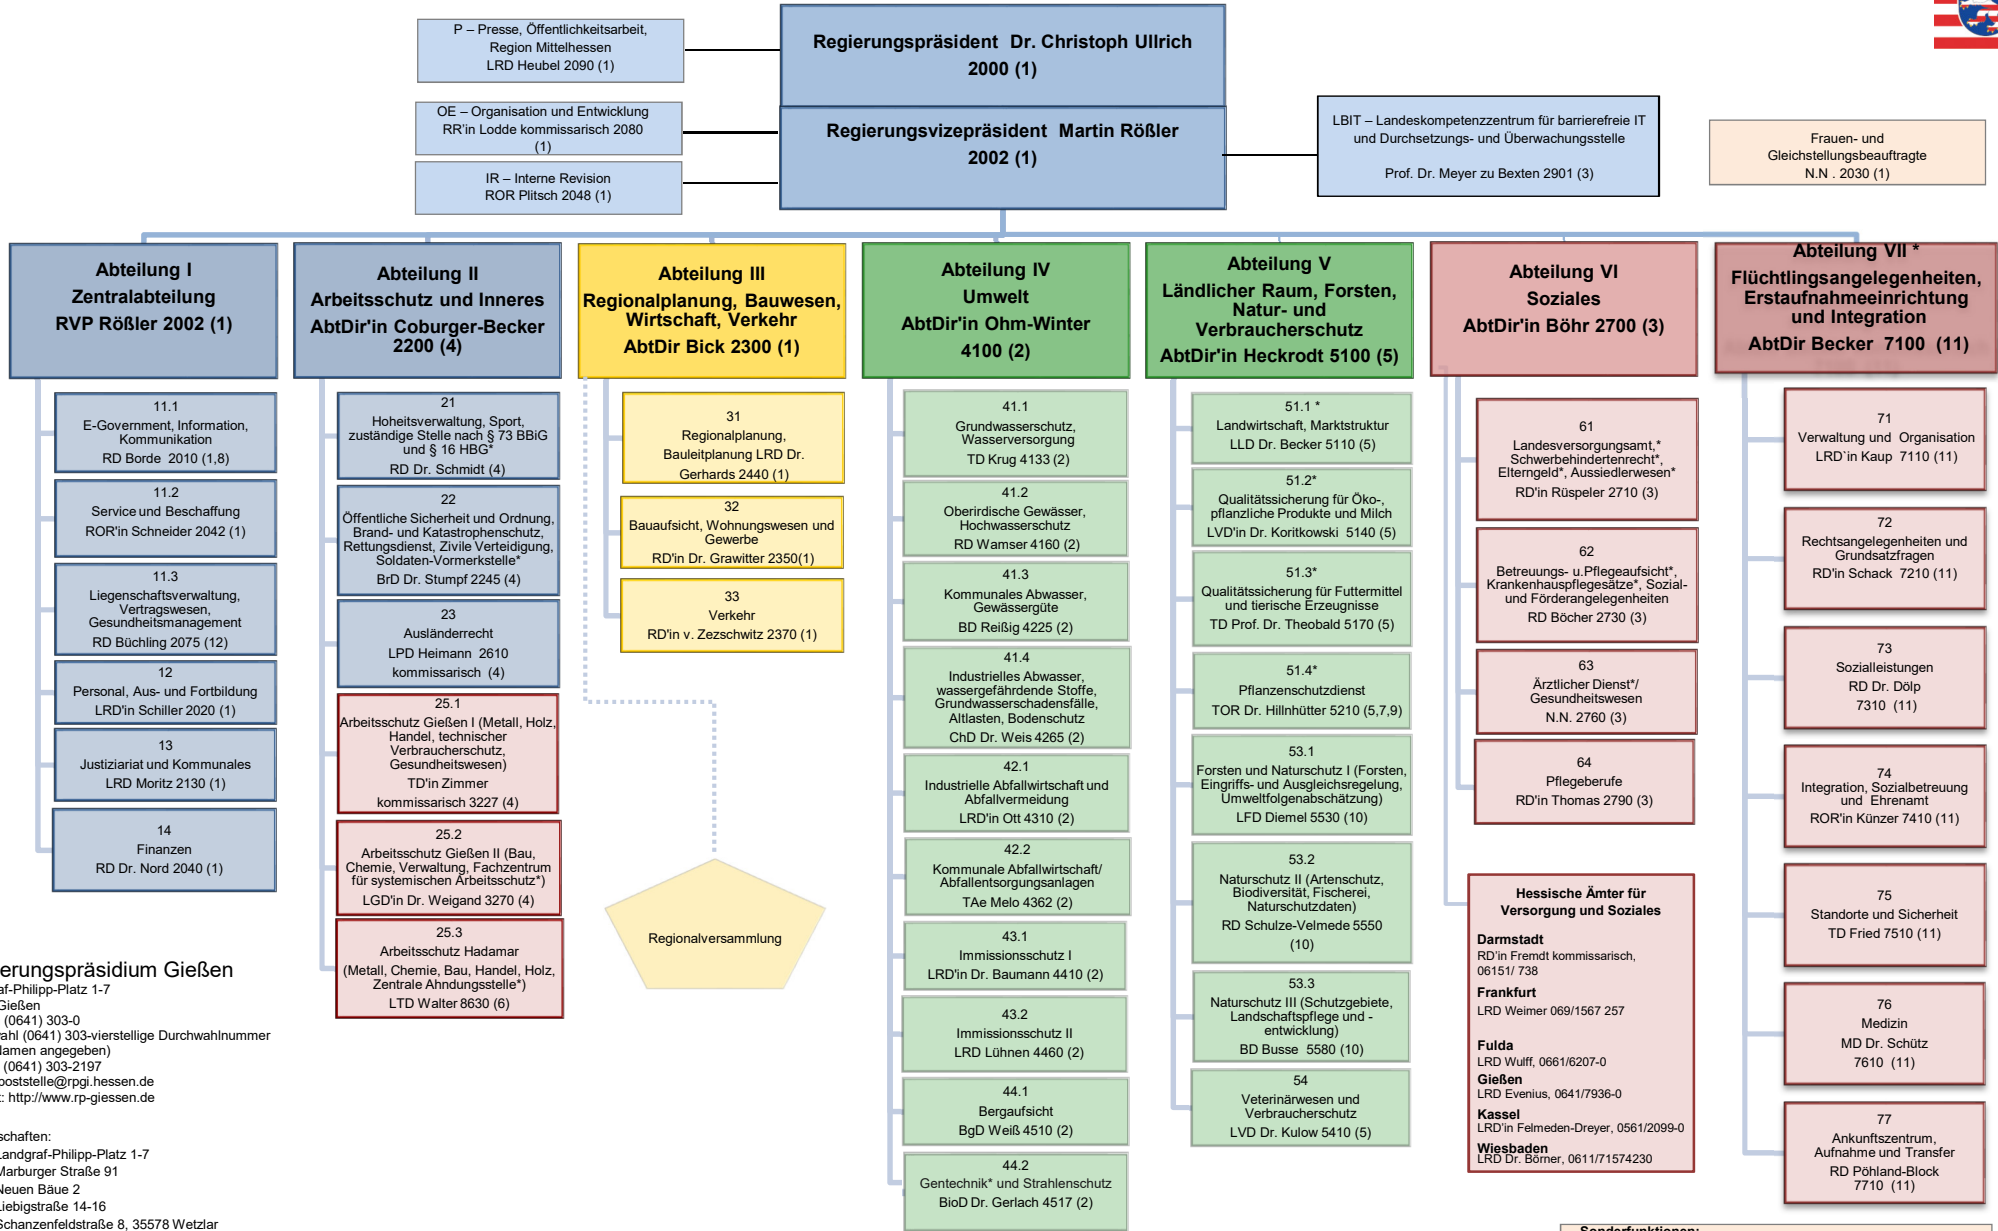 P – Presse, Öffentlichkeitsarbeit,
Region Mittelhessen
LRD Heubel 2090 (1)
OE – Organisation und Entwicklung
RR'in Lodde kommissarisch 2080
(1)
IR – Interne Revision
ROR Plitsch 2048 (1)
Regierungspräsident Dr. Christoph Ullrich
2000 (1)
Regierungsvizepräsident Martin Rößler
2002 (1)
LBIT – Landeskompetenzzentrum für barrierefreie IT
und Durchsetzungs- und Überwachungsstelle
Prof. Dr. Meyer zu Bexten 2901 (3)
Frauen- und
Gleichstellungsbeauftragte
N.N . 2030 (1)
Abteilung I
Zentralabteilung
RVP Rößler 2002 (1)
11.1
E-Government, Information,
Kommunikation
RD Borde 2010 (1,8)
11.2
Service und Beschaffung
ROR'in Schneider 2042 (1)
11.3
Liegenschaftsverwaltung,
Vertragswesen,
Gesundheitsmanagement
RD Büchling 2075 (12)
12
Personal, Aus- und Fortbildung
LRD'in Schiller 2020 (1)
13
Justiziariat und Kommunales
LRD Moritz 2130 (1)
14
Finanzen
RD Dr. Nord 2040 (1)
Abteilung II
Arbeitsschutz und Inneres
AbtDir'in Coburger-Becker
2200 (4)
21
Hoheitsverwaltung, Sport,
zuständige Stelle nach § 73 BBiG
und § 16 HBG*
RD Dr. Schmidt (4)
22
Öffentliche Sicherheit und Ordnung,
Brand- und Katastrophenschutz,
Rettungsdienst, Zivile Verteidigung,
Soldaten-Vormerkstelle*
BrD Dr. Stumpf 2245 (4)
23
Ausländerrecht
LPD Heimann 2610
kommissarisch (4)
25.1
Arbeitsschutz Gießen I (Metall, Holz,
Handel, technischer
Verbraucherschutz,
Gesundheitswesen)
TD'in Zimmer
kommissarisch 3227 (4)
25.2
Arbeitsschutz Gießen II (Bau,
Chemie, Verwaltung, Fachzentrum
für systemischen Arbeitsschutz*)
LGD'in Dr. Weigand 3270 (4)
25.3
Arbeitsschutz Hadamar
(Metall, Chemie, Bau, Handel, Holz,
Zentrale Ahndungsstelle*)
LTD Walter 8630 (6)
Abteilung III
Regionalplanung, Bauwesen,
Wirtschaft, Verkehr
AbtDir Bick 2300 (1)
31
Regionalplanung,
Bauleitplanung LRD Dr.
Gerhards 2440 (1)
32
Bauaufsicht, Wohnungswesen und
Gewerbe
RD'in Dr. Grawitter 2350(1)
33
Verkehr
RD'in v. Zezschwitz 2370 (1)
Regionalversammlung
Abteilung IV
Umwelt
AbtDir'in Ohm-Winter
4100 (2)
41.1
Grundwasserschutz,
Wasserversorgung
TD Krug 4133 (2)
41.2
Oberirdische Gewässer,
Hochwasserschutz
RD Wamser 4160 (2)
41.3
Kommunales Abwasser,
Gewässergüte
BD Reißig 4225 (2)
41.4
Industrielles Abwasser,
wassergefährdende Stoffe,
Grundwasserschadensfälle,
Altlasten, Bodenschutz
ChD Dr. Weis 4265 (2)
42.1
Industrielle Abfallwirtschaft und
Abfallvermeidung
LRD'in Ott 4310 (2)
42.2
Kommunale Abfallwirtschaft/
Abfallentsorgungsanlagen
TAe Melo 4362 (2)
43.1
Immissionsschutz I
LRD'in Dr. Baumann 4410 (2)
43.2
Immissionsschutz II
LRD Lühnen 4460 (2)
44.1
Bergaufsicht
BgD Weiß 4510 (2)
44.2
Gentechnik* und Strahlenschutz
BioD Dr. Gerlach 4517 (2)
Abteilung V
Ländlicher Raum, Forsten,
Natur- und
Verbraucherschutz
AbtDir'in Heckrodt 5100 (5)
51.1 *
Landwirtschaft, Marktstruktur
LLD Dr. Becker 5110 (5)
51.2*
Qualitätssicherung für Öko-,
pflanzliche Produkte und Milch
LVD'in Dr. Koritkowski 5140 (5)
51.3*
Qualitätssicherung für Futtermittel
und tierische Erzeugnisse
TD Prof. Dr. Theobald 5170 (5)
51.4*
Pflanzenschutzdienst
TOR Dr. Hillnhütter 5210 (5,7,9)
53.1
Forsten und Naturschutz I (Forsten,
Eingriffs- und Ausgleichsregelung,
Umweltfolgenabschätzung)
LFD Diemel 5530 (10)
53.2
Naturschutz II (Artenschutz,
Biodiversität, Fischerei,
Naturschutzdaten)
RD Schulze-Velmede 5550
(10)
53.3
Naturschutz III (Schutzgebiete,
Landschaftspflege und -
entwicklung)
BD Busse 5580 (10)
54
Veterinärwesen und
Verbraucherschutz
LVD Dr. Kulow 5410 (5)
Abteilung VI
Soziales
AbtDir'in Böhr 2700 (3)
61
Landesversorgungsamt,*
Schwerbehindertenrecht*,
Elterngeld*, Aussiedlerwesen*
RD'in Rüspeler 2710 (3)
62
Betreuungs- u.Pflegeaufsicht*,
Krankenhauspflegesätze*, Sozial-
und Förderangelegenheiten
RD Böcher 2730 (3)
63
Ärztlicher Dienst*/
Gesundheitswesen
N.N. 2760 (3)
64
Pflegeberufe
RD'in Thomas 2790 (3)
Hessische Ämter für
Versorgung und Soziales
Darmstadt
RD'in Fremdt kommissarisch,
06151/ 738
Frankfurt
LRD Weimer 069/1567 257
Fulda
LRD Wulff, 0661/6207-0
Gießen
LRD Evenius, 0641/7936-0
Kassel
LRD'in Felmeden-Dreyer, 0561/2099-0
Wiesbaden
LRD Dr. Börner, 0611/71574230
Abteilung VII *
Flüchtlingsangelegenheiten,
Erstaufnahmeeinrichtung
und Integration
AbtDir Becker 7100 (11)
71
Verwaltung und Organisation
LRD`in Kaup 7110 (11)
72
Rechtsangelegenheiten und
Grundsatzfragen
RD'in Schack 7210 (11)
73
Sozialleistungen
RD Dr. Dölp
7310 (11)
74
Integration, Sozialbetreuung
und Ehrenamt
ROR'in Künzer 7410 (11)
75
Standorte und Sicherheit
TD Fried 7510 (11)
76
Medizin
MD Dr. Schütz
7610 (11)
77
Ankunftszentrum,
Aufnahme und Transfer
RD Pöhland-Block
7710 (11)
erungspräsidium Gießen
af-Philipp-Platz 1-7
Gießen
(0641) 303-0
ahl (0641) 303-vierstellige Durchwahlnummer
Namen angegeben)
(0641) 303-2197
poststelle@rpgi.hessen.de
t: http://www.rp-giessen.de
schaften:
Landgraf-Philipp-Platz 1-7
Marburger Straße 91
Neuen Bäue 2
Liebigstraße 14-16
Schanzenfeldstraße 8, 35578 Wetzlar
Sonderfunktionen: